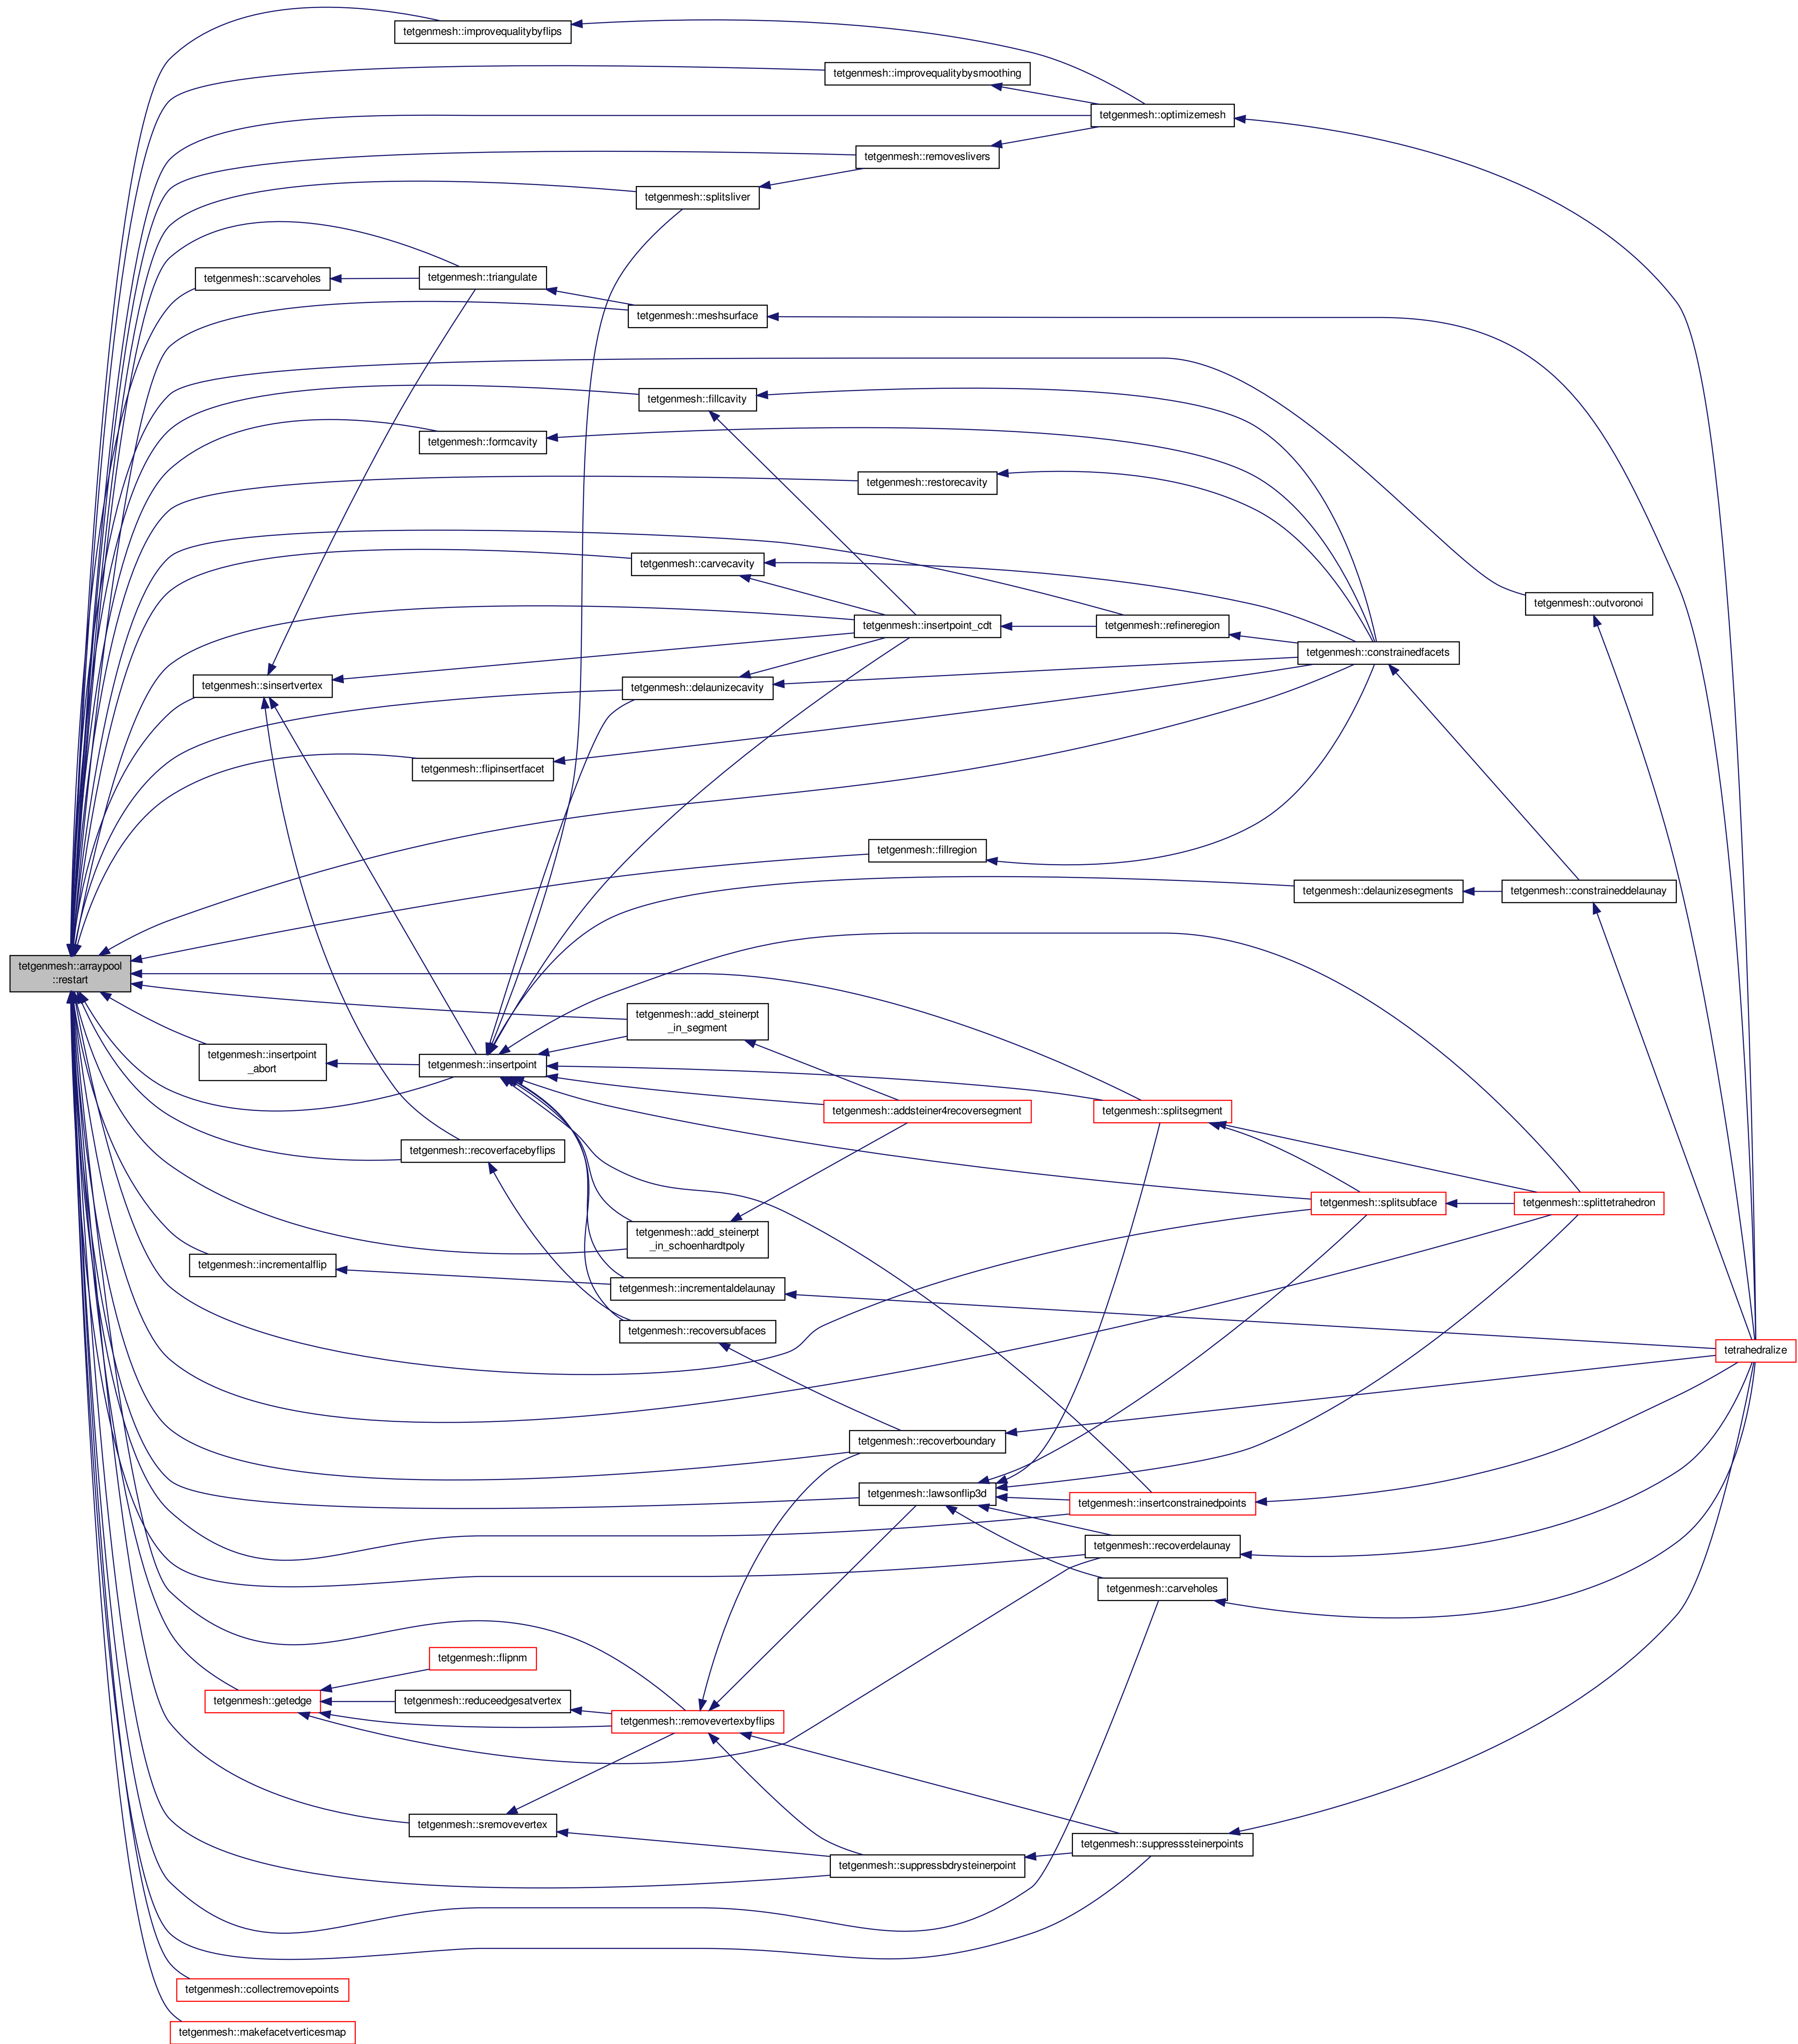 tetgenmesh::improvequalitybyflips
tetgenmesh::improvequalitybysmoothing
tetgenmesh::optimizemesh
tetgenmesh::removeslivers
tetgenmesh::splitsliver
tetgenmesh::scarveholes
tetgenmesh::triangulate
tetgenmesh::meshsurface
tetgenmesh::fillcavity
tetgenmesh::formcavity
tetgenmesh::restorecavity
tetgenmesh::carvecavity
tetgenmesh::outvoronoi
tetgenmesh::insertpoint_cdt
tetgenmesh::refineregion
tetgenmesh::constrainedfacets
tetgenmesh::sinsertvertex
tetgenmesh::delaunizecavity
tetgenmesh::flipinsertfacet
tetgenmesh::fillregion
tetgenmesh::delaunizesegments
tetgenmesh::constraineddelaunay
tetgenmesh::arraypool
::restart
tetgenmesh::add_steinerpt
_in_segment
tetgenmesh::insertpoint
_abort
tetgenmesh::insertpoint
tetgenmesh::addsteiner4recoversegment
tetgenmesh::splitsegment
tetgenmesh::recoverfacebyflips
tetgenmesh::splitsubface
tetgenmesh::splittetrahedron
tetgenmesh::add_steinerpt
_in_schoenhardtpoly
tetgenmesh::incrementalflip
tetgenmesh::incrementaldelaunay
tetgenmesh::recoversubfaces
tetrahedralize
tetgenmesh::recoverboundary
tetgenmesh::lawsonflip3d
tetgenmesh::insertconstrainedpoints
tetgenmesh::recoverdelaunay
tetgenmesh::carveholes
tetgenmesh::flipnm
tetgenmesh::getedge
tetgenmesh::reduceedgesatvertex
tetgenmesh::removevertexbyflips
tetgenmesh::sremovevertex
tetgenmesh::suppresssteinerpoints
tetgenmesh::suppressbdrysteinerpoint
tetgenmesh::collectremovepoints
tetgenmesh::makefacetverticesmap